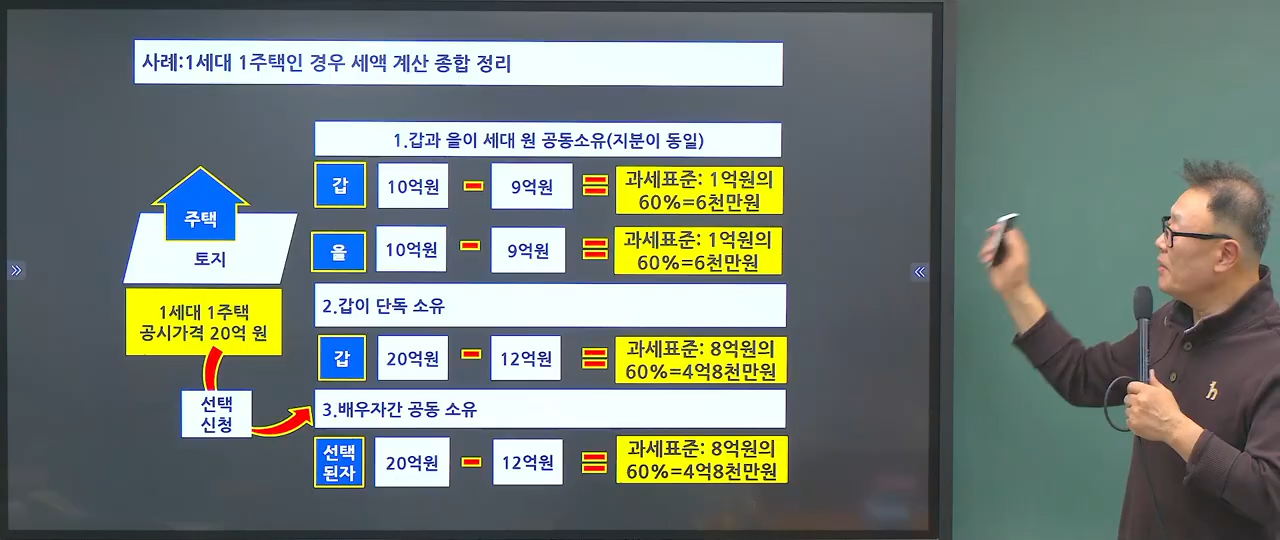 사례:1세대 1주택인 경우 세액 계산 종합 정리
1.갑과 을이 세대 원 공동소유(지분이 동일)
갑
10억원
9억원
과세표준: 1억원의
60%=6천만원
을
10억원
9억원
과세표준: 1억원의
60%=6천만원
주택
토지
1세대 1주택
공시가격 20억 원
2.갑이 단독 소유
갑
20억원
12억원
과세표준: 8억원의
60%=4억8천만원
선택
신청
3.배우자간 공동 소유
선택
된자
20억원
12억원
과세표준: 8억원의
60%=4억8천만원